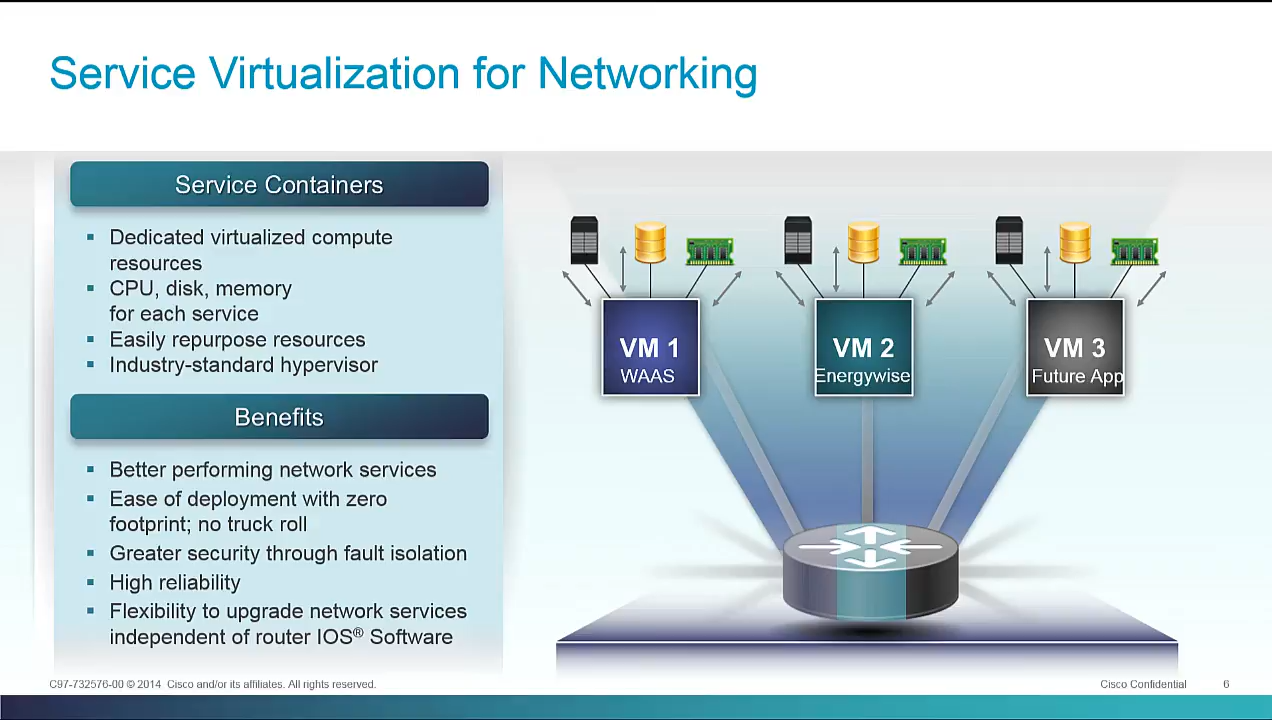 Service Virtualization for Networking
Service Containers
▪ Dedicated virtualized compute
resources
▪ CPU, disk, memory
for each service
▪ Easily repurpose resources
▪ Industry-standard hypervisor
Benefits
▪ Better performing network services
▪ Ease of deployment with zero
footprint; no truck roll
▪ Greater security through fault isolation
▪ High reliability
▪ Flexibility to upgrade network services
independent of router IOS® Software
VM 1
WAAS
VM 2
Energywise
VM 3
Future App
C97-732576-00 © 2014 Cisco and/or its affiliates. All rights reserved.
Cisco Confidential
6